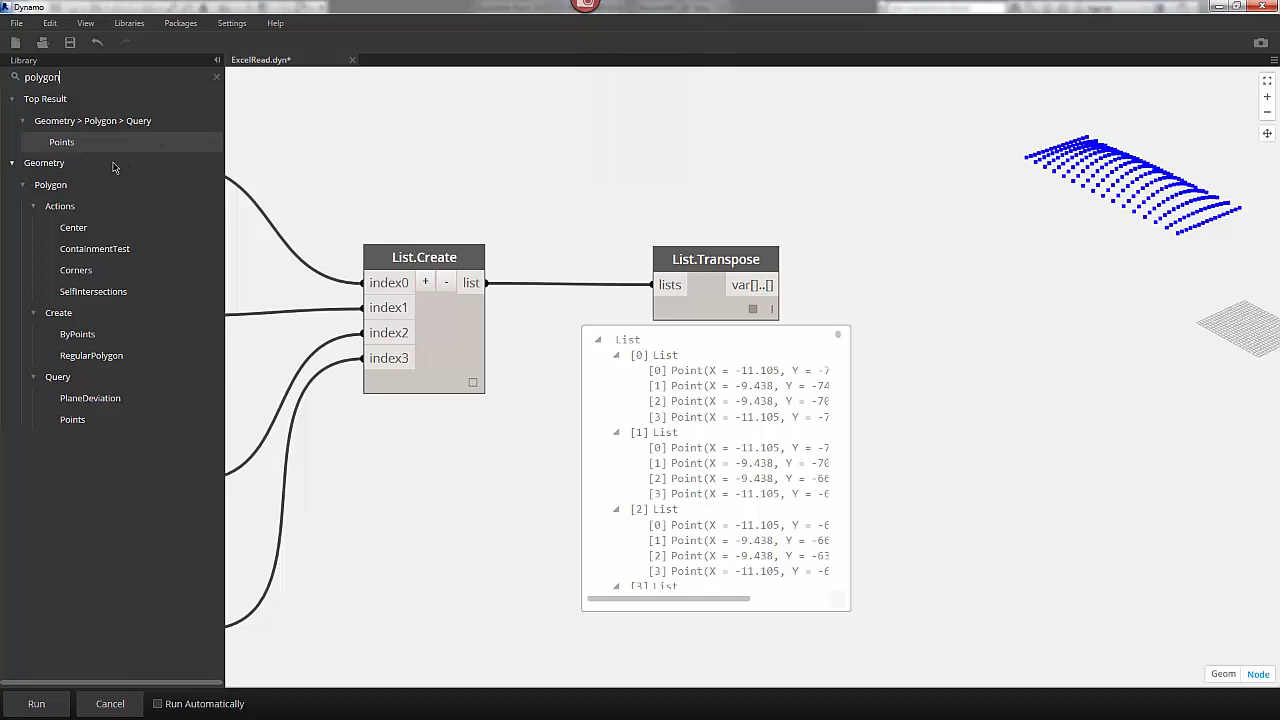 Dynamo
File Edit View Libraries Packages Settings Help
Library
ExcelRead.dyn*
polygon
Top Result
Geometry > Polygon > Query
Points
Geometry
Polygon
Actions
Center
ContainmentTest
Corners
SelfIntersections
Create
ByPoints
RegularPolygon
Query
PlaneDeviation
Points
List.Create
index0 + - list
index1
index2
index3
List.Transpose
lists var[]..[]
List
[0] List
[0] Point(X = -11.105, Y = -7
[1] Point(X = -9.438, Y = -74
[2] Point(X = -9.438, Y = -70
[3] Point(X = -11.105, Y = -7
[1] List
[0] Point(X = -11.105, Y = -7
[1] Point(X = -9.438, Y = -70
[2] Point(X = -9.438, Y = -66
[3] Point(X = -11.105, Y = -6
[2] List
[0] Point(X = -11.105, Y = -6
[1] Point(X = -9.438, Y = -66
[2] Point(X = -9.438, Y = -63
[3] Point(X = -11.105, Y = -6
[3] List
Geom Node
Run Cancel Run Automatically